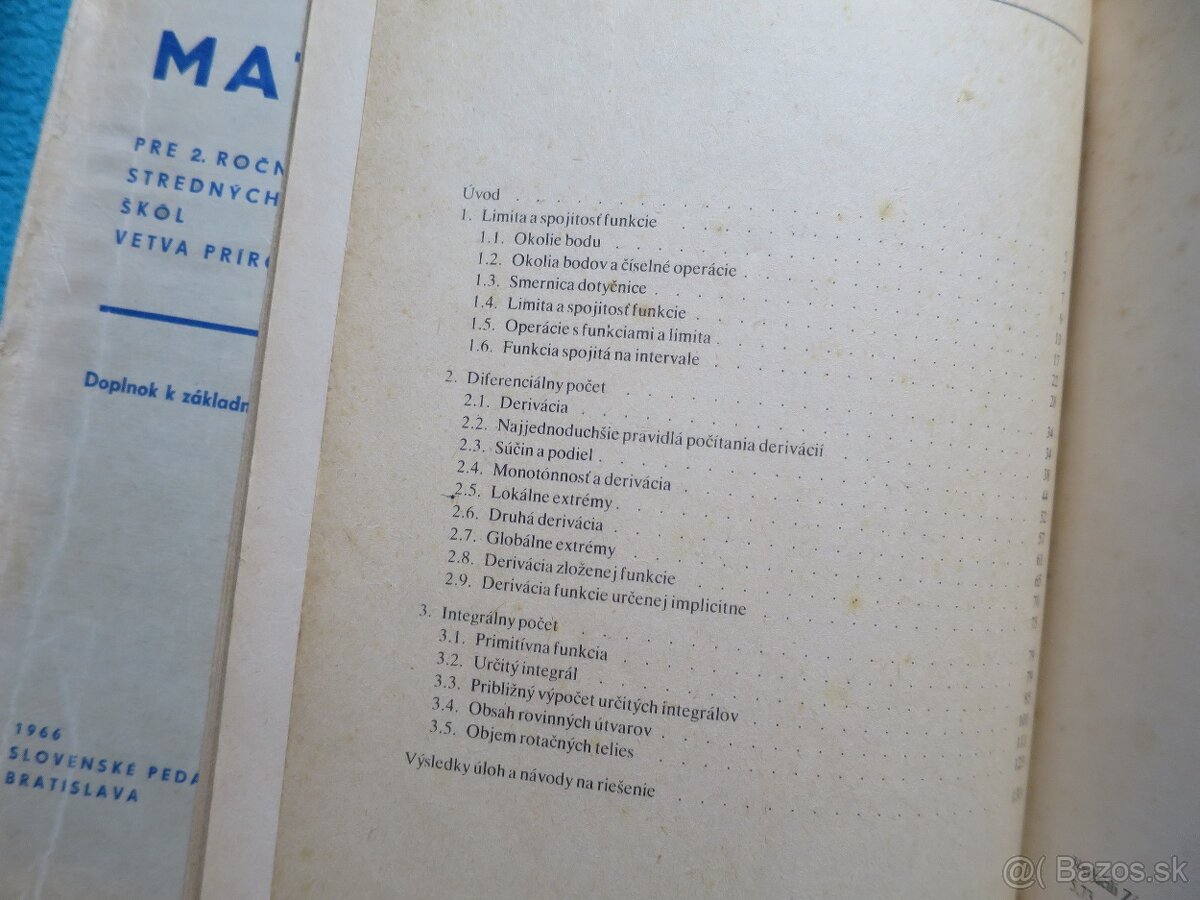 MA
PRE 2. ROČN
STREDNÝCH
ŠKÔL
VETVA PRÍRO
Doplnok k základn
1966
SLOVENSKÉ PEDA
BRATISLAVA
Úvod
1. Limita a spojitosť funkcie
1.1. Okolie bodu
1.2. Okolia bodov a číselné operácie
1.3. Smernica dotyčnice
1.4. Limita a spojitosť funkcie
1.5. Operácie s funkciami a limita
1.6. Funkcia spojitá na intervale
2. Diferenciálny počet
2.1. Derivácia
2.2. Najjednoduchšie pravidlá počítania derivácií
2.3. Súčin a podiel
2.4. Monotónnosť a derivácia
2.5. Lokálne extrémy
2.6. Druhá derivácia
2.7. Globálne extrémy
2.8. Derivácia zloženej funkcie
2.9. Derivácia funkcie určenej implicitne
3. Integrálny počet
3.1. Primitívna funkcia
3.2. Určitý integrál
3.3. Približný výpočet určitých integrálov
3.4. Obsah rovinných útvarov
3.5. Objem rotačných telies
Výsledky úloh a návody na riešenie
Bazos.sk